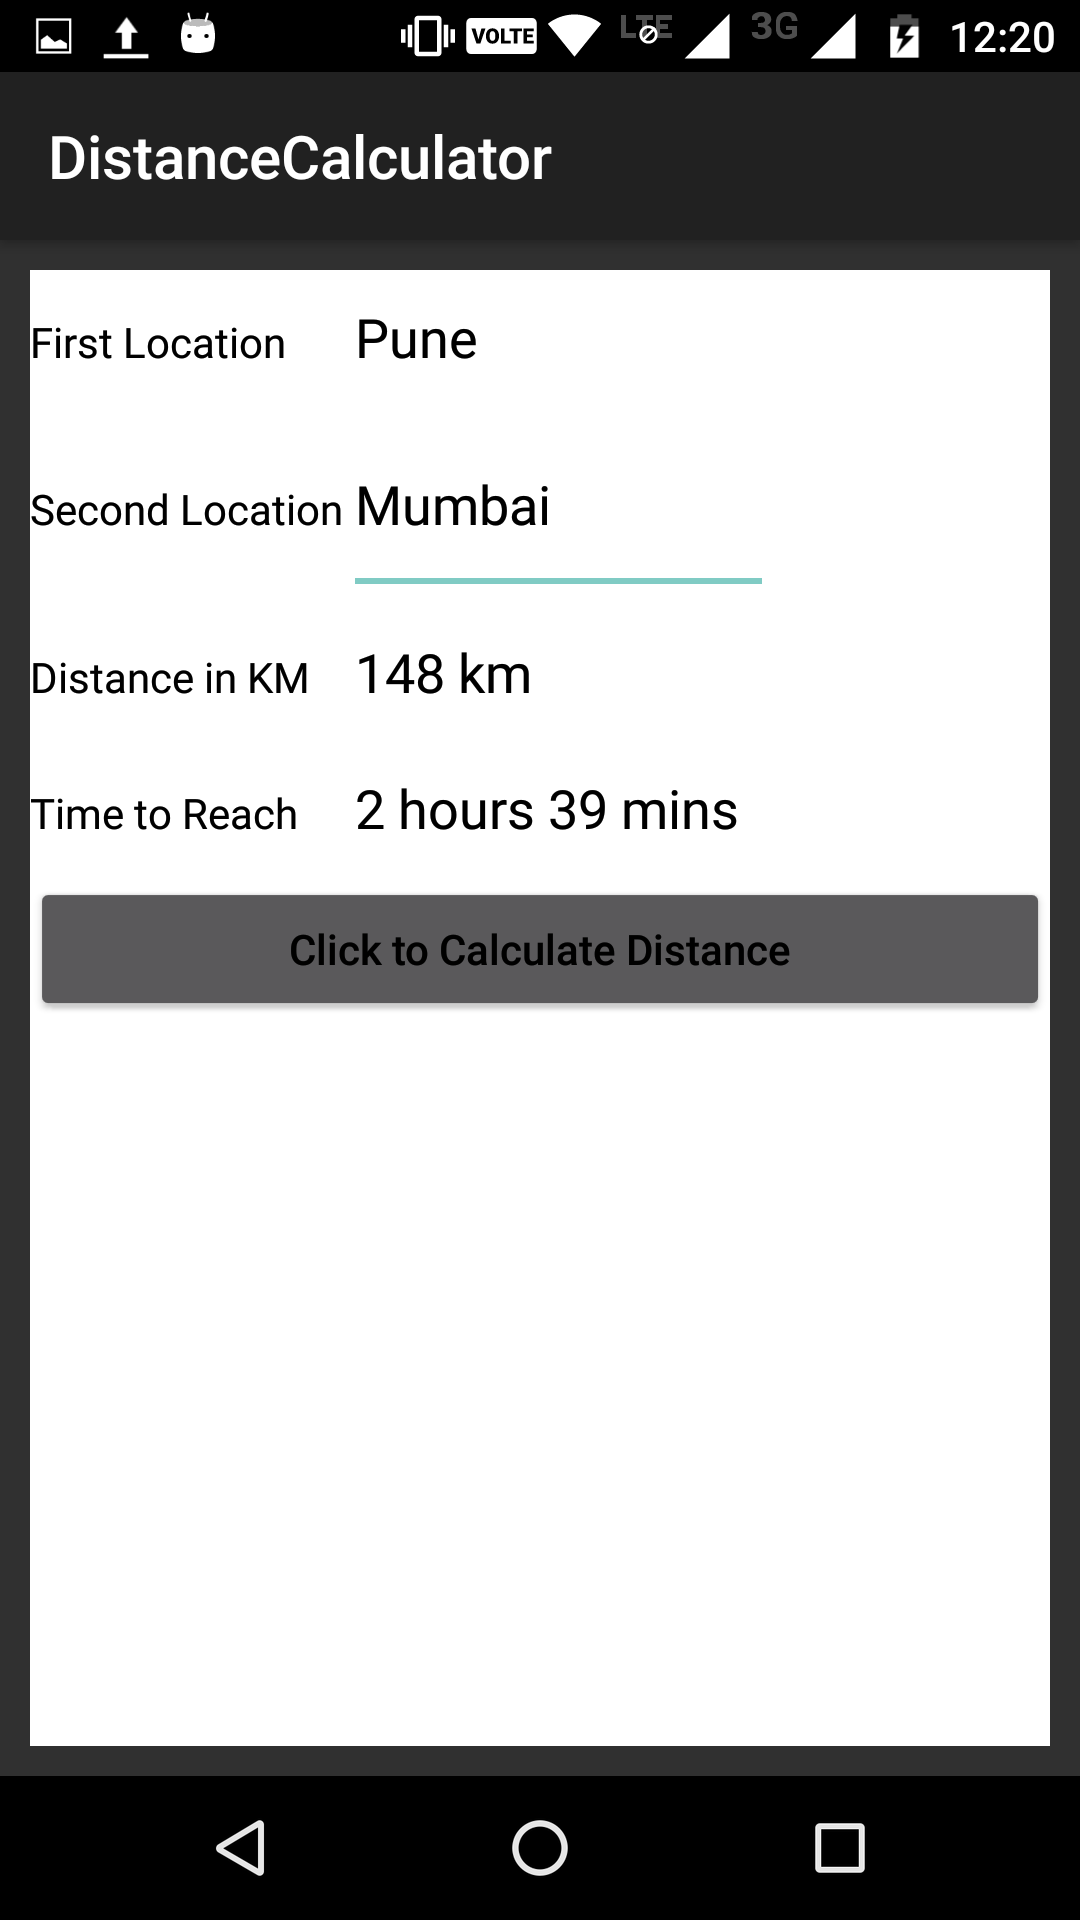 VOLTE LTE 3G 12:20
DistanceCalculator
First Location Pune
Second Location Mumbai
Distance in KM 148 km
Time to Reach 2 hours 39 mins
Click to Calculate Distance